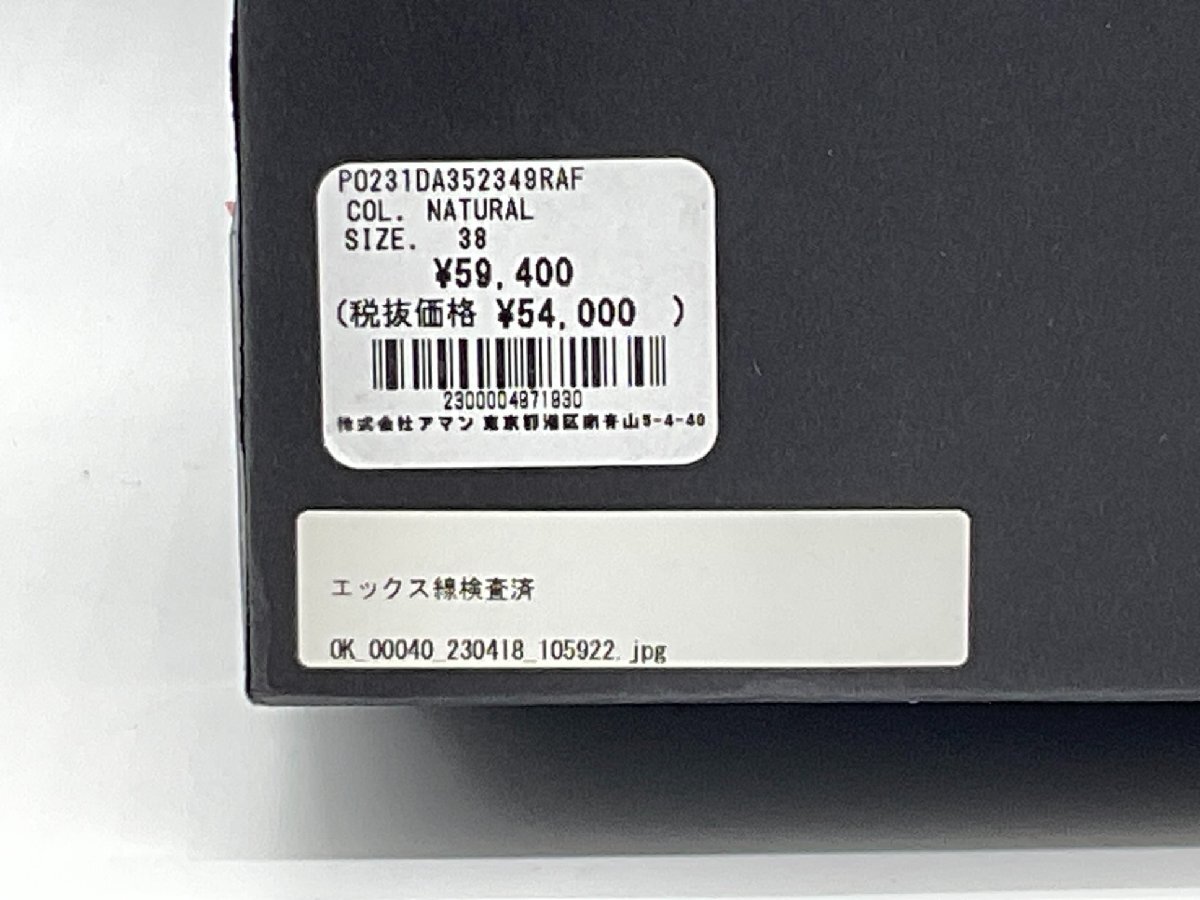 PO231DA352349RAF
COL. NATURAL
SIZE. 38
¥59,400
(税抜価格 ¥54,000 )
2300004871830
株式会社アマン 東京都港区南青山5-4-40
エックス線検査済
OK_00040_230418_105922.jpg